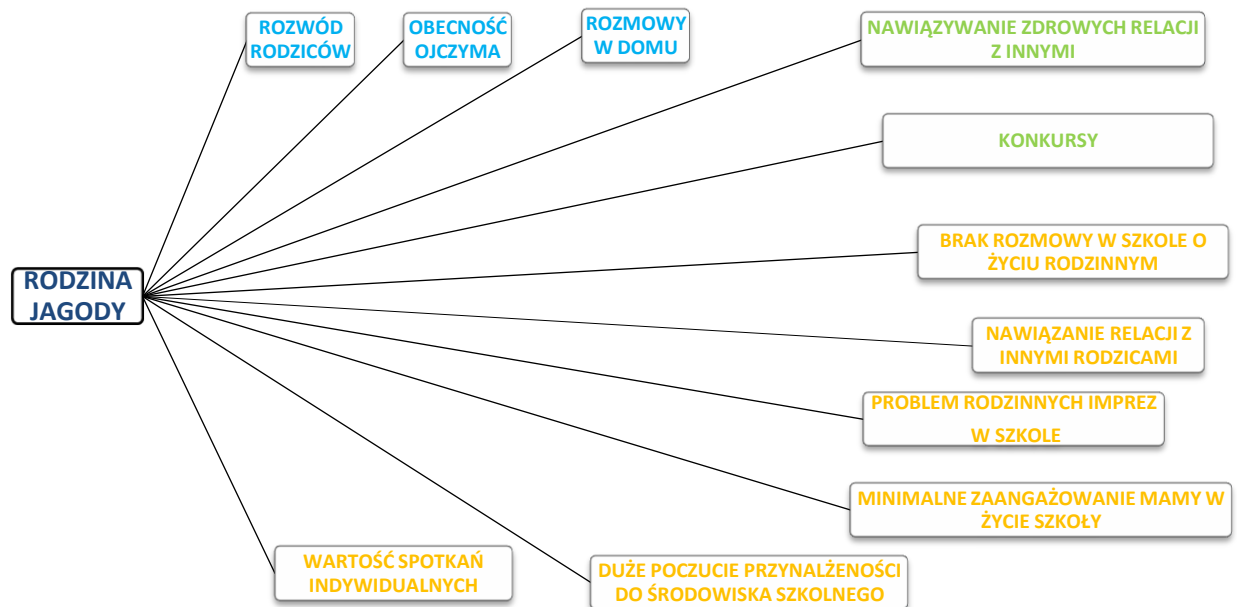 ROZWÓD
RODZICÓW
OBECNOŚĆ
OJCZYMA
ROZMOWY
W DOMU
NAWIĄZYWANIE ZDROWYCH RELACJI
Z INNYMI
KONKURSY
BRAK ROZMOWY W SZKOLE O
ŻYCIU RODZINNYM
RODZINA
JAGODY
NAWIĄZANIE RELACJI Z
INNYMI RODZICAMI
PROBLEM RODZINNYCH IMPREZ
W SZKOLE
MINIMALNE ZAANGAŻOWANIE MAMY W
ŻYCIE SZKOŁY
WARTOŚĆ SPOTKAŃ
INDYWIDUALNYCH
DUŻE POCZUCIE PRZYNALŻENOŚCI
DO ŚRODOWISKA SZKOLNEGO